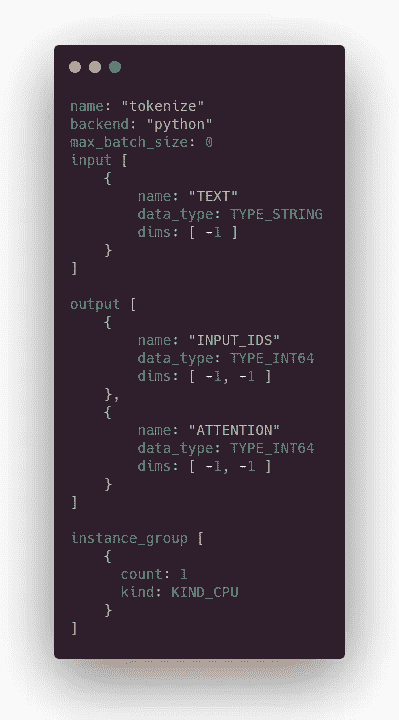 name: "tokenize"
backend: "python"
max_batch_size: 0
input [
    {
        name: "TEXT"
        data_type: TYPE_STRING
        dims: [ -1 ]
    }
]

output [
    {
        name: "INPUT_IDS"
        data_type: TYPE_INT64
        dims: [ -1, -1 ]
    },
    {
        name: "ATTENTION"
        data_type: TYPE_INT64
        dims: [ -1, -1 ]
    }
]

instance_group [
    {
      count: 1
      kind: KIND_CPU
    }
]